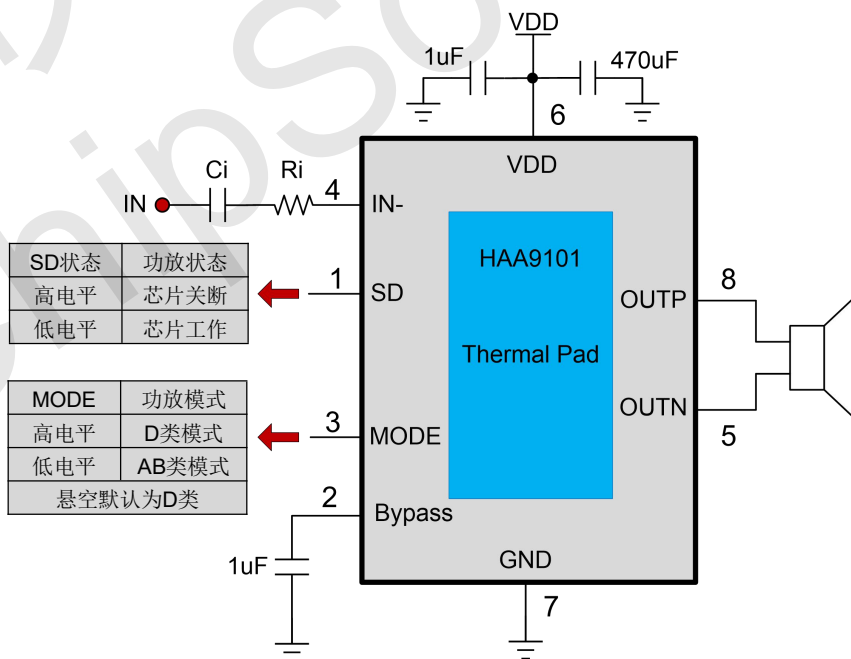 VDD
1uF
470uF
6
VDD
Ci
Ri
4
IN
IN-
HAA9101
Thermal Pad
SD状态 功放状态
高电平 芯片关断
低电平 芯片工作
1
SD
OUTP
8
MODE 功放模式
高电平 D类模式
低电平 AB类模式
悬空默认为D类
3
MODE
OUTN
5
2
Bypass
1uF
GND
7